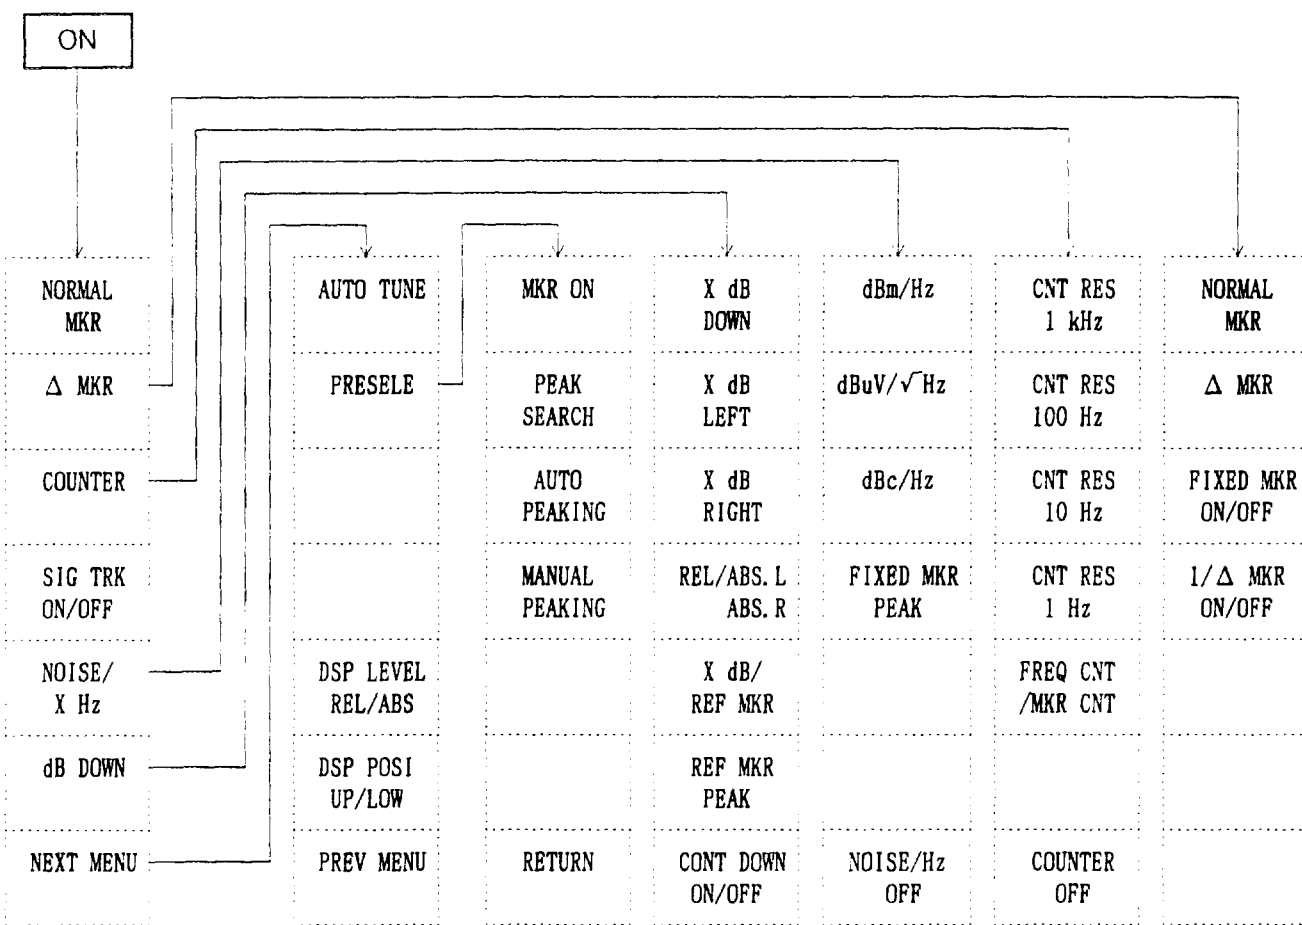 ON
NORMAL
MKR
Δ MKR
COUNTER
SIG TRK
ON/OFF
NOISE/
X Hz
dB DOWN
NEXT MENU
AUTO TUNE
PRESELE
DSP LEVEL
REL/ABS
DSP POSI
UP/LOW
PREV MENU
MKR ON
PEAK
SEARCH
AUTO
PEAKING
MANUAL
PEAKING
RETURN
X dB
DOWN
X dB
LEFT
X dB
RIGHT
REL/ABS.L
ABS.R
X dB/
REF MKR
REF MKR
PEAK
CONT DOWN
ON/OFF
dBm/Hz
dBuV/√Hz
dBc/Hz
FIXED MKR
PEAK
NOISE/Hz
OFF
CNT RES
1 kHz
CNT RES
100 Hz
CNT RES
10 Hz
CNT RES
1 Hz
FREQ CNT
/MKR CNT
COUNTER
OFF
NORMAL
MKR
Δ MKR
FIXED MKR
ON/OFF
1/Δ MKR
ON/OFF